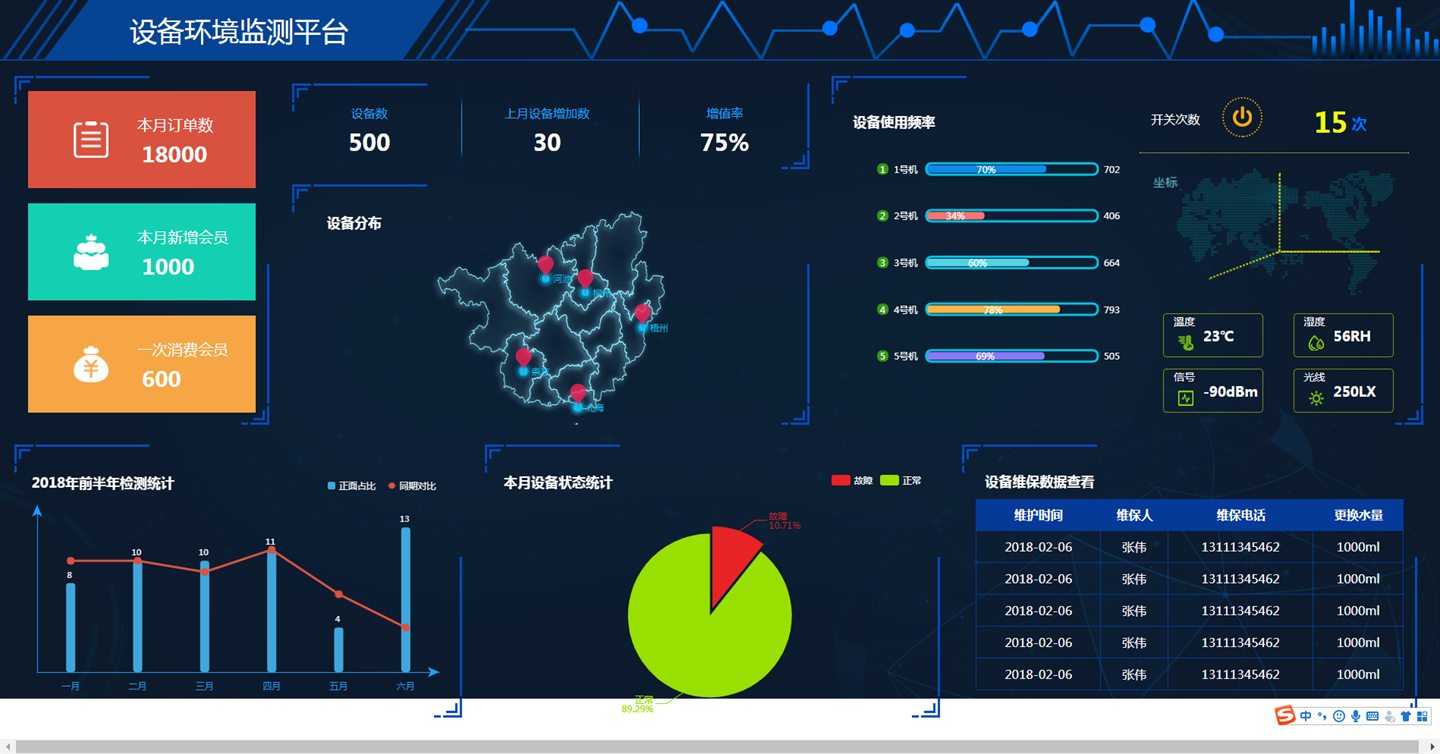 设备环境监测平台
本月订单数
18000
本月新增会员
1000
一次消费会员
600
设备数
500
上月设备增加数
30
增值率
75%
设备分布
河池
梧州
北海
设备使用频率
1 1号机 70% 702
2 2号机 34% 406
3 3号机 60% 664
4 4号机 78% 793
5 5号机 69% 505
开关次数
15 次
坐标
温度
23℃
湿度
56RH
信号
-90dBm
光线
250LX
2018年前半年检测统计
正面占比 同期对比
8
10
10
11
4
13
一月 二月 三月 四月 五月 六月
本月设备状态统计
故障 正常
故障
10.71%
正常
89.29%
设备维保数据查看
维护时间 维保人 维保电话 更换水量
2018-02-06 张伟 13111345462 1000ml
2018-02-06 张伟 13111345462 1000ml
2018-02-06 张伟 13111345462 1000ml
2018-02-06 张伟 13111345462 1000ml
2018-02-06 张伟 13111345462 1000ml
S 中